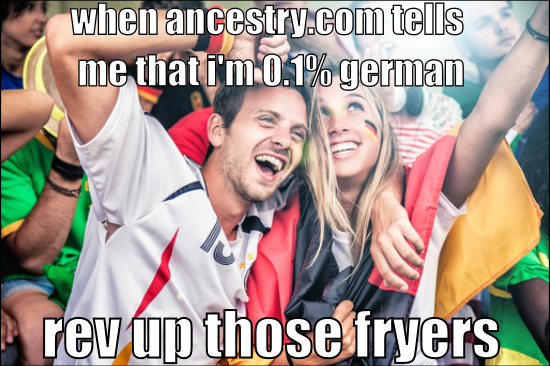 when ancestry.com tells
me that i'm 0.1% german
rev up those fryers